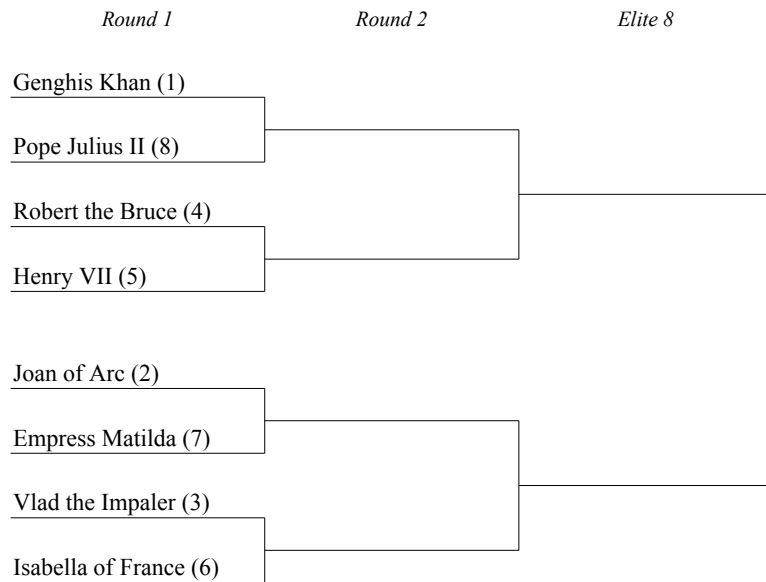 Round 1 Round 2 Elite 8
Genghis Khan (1)
Pope Julius II (8)
Robert the Bruce (4)
Henry VII (5)
Joan of Arc (2)
Empress Matilda (7)
Vlad the Impaler (3)
Isabella of France (6)